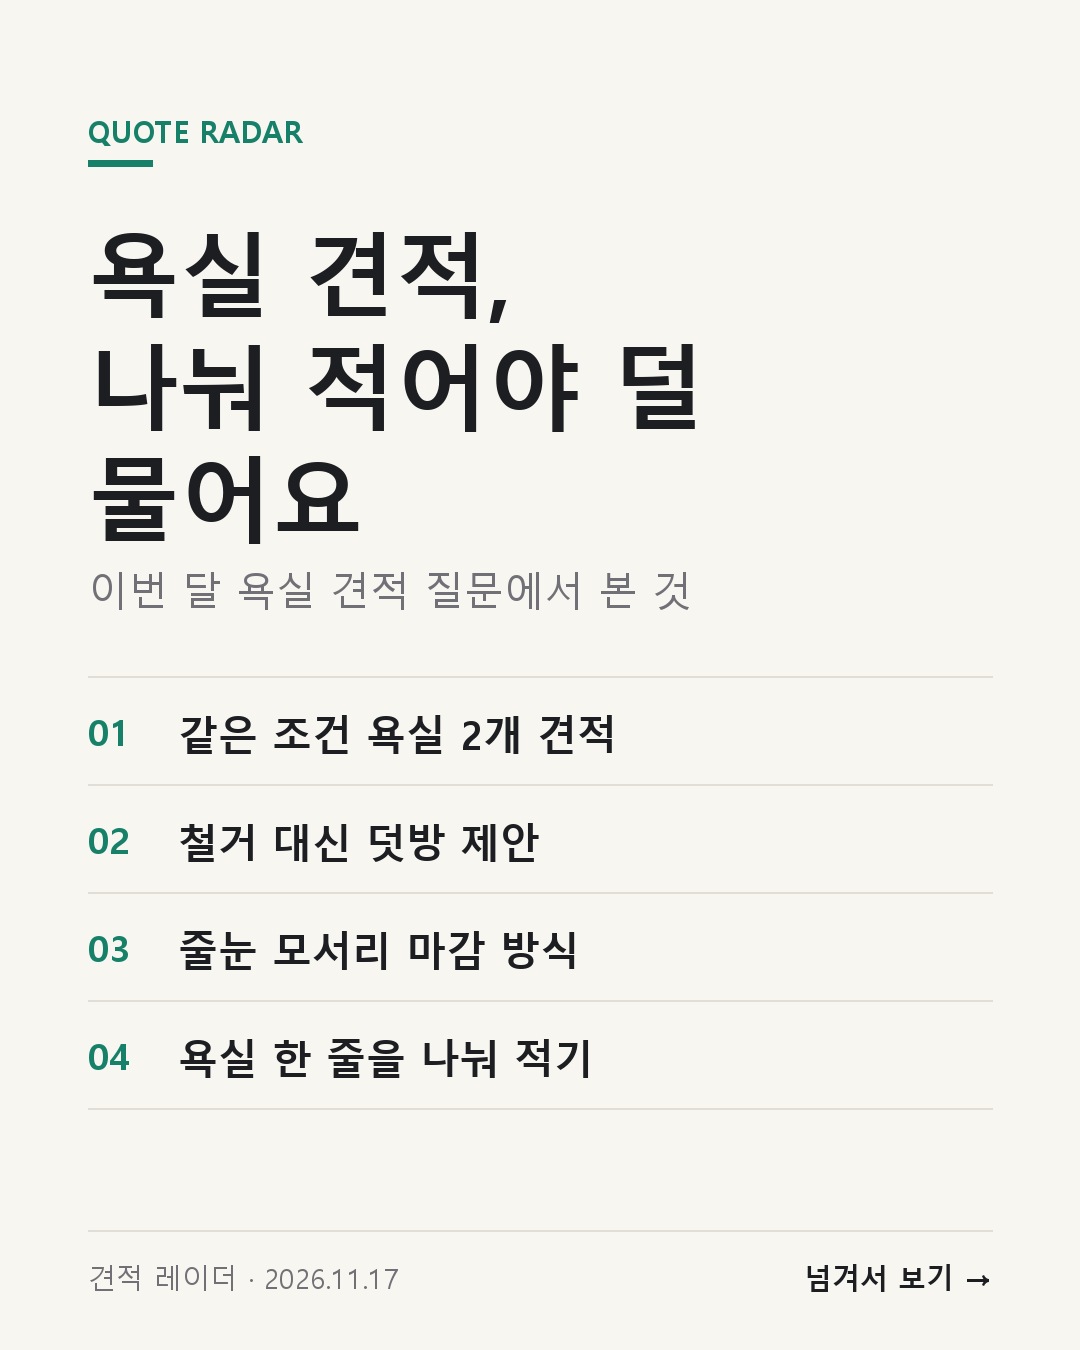 QUOTE RADAR
욕실 견적,
나눠 적어야 덜
물어요
이번 달 욕실 견적 질문에서 본 것
01 같은 조건 욕실 2개 견적
02 철거 대신 덧방 제안
03 줄눈 모서리 마감 방식
04 욕실 한 줄을 나눠 적기
견적 레이더 · 2026.11.17
넘겨서 보기 →